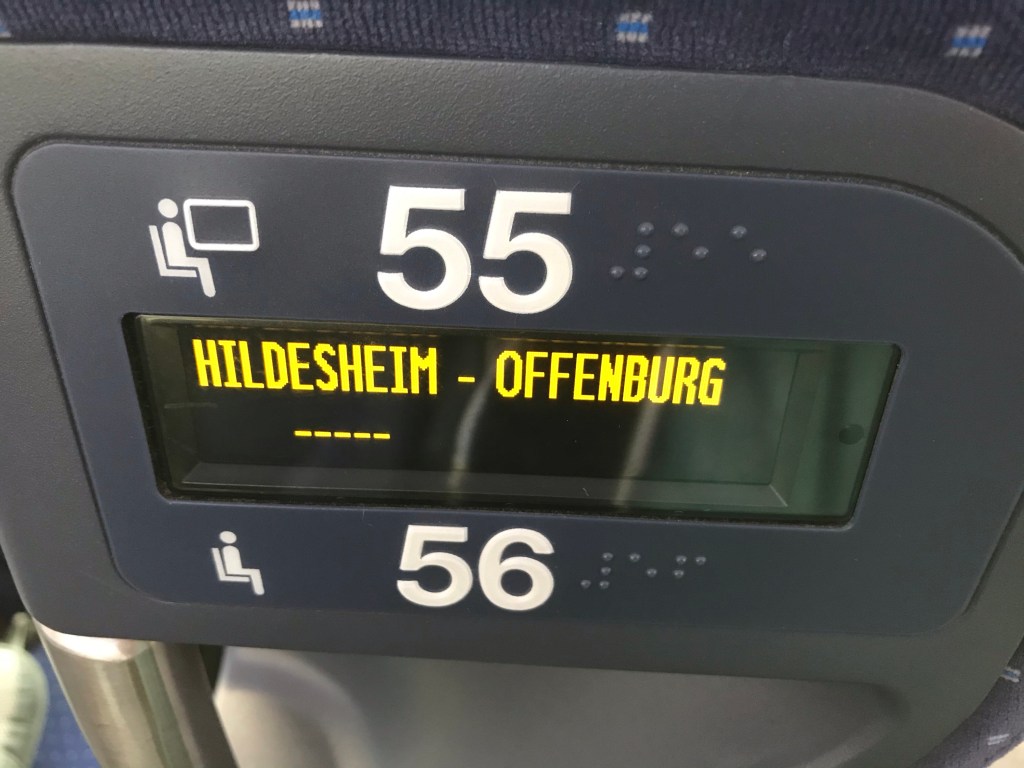 55
HILDESHEIM - OFFENBURG
-----
56